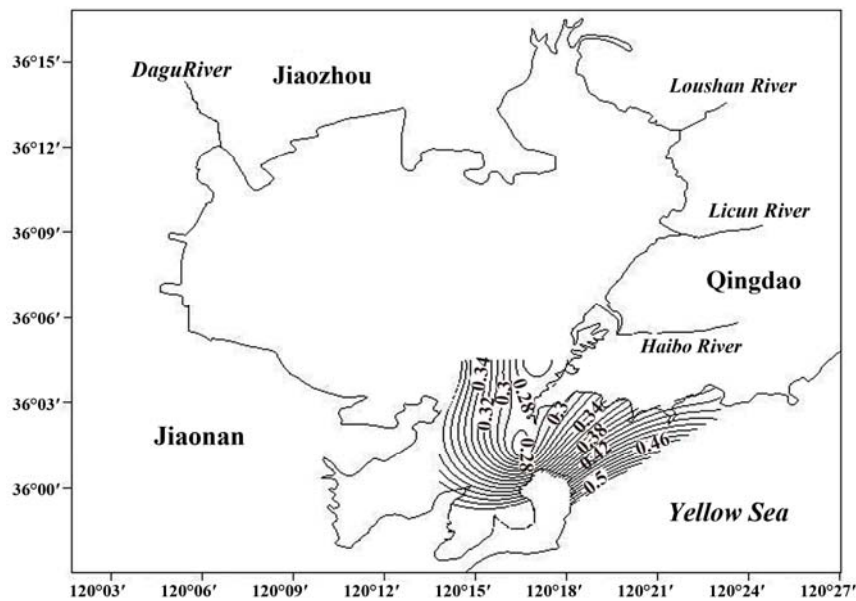 36°15′
36°12′
36°09′
36°06′
36°03′
36°00′
DaguRiver
Jiaozhou
Loushan River
Licun River
Qingdao
Haibo River
Jiaonan
Yellow Sea
0.34
0.32
0.3
0.28
0.28
0.3
0.34
0.38
0.42
0.46
0.5
120°03′ 120°06′ 120°09′ 120°12′ 120°15′ 120°18′ 120°21′ 120°24′ 120°27′